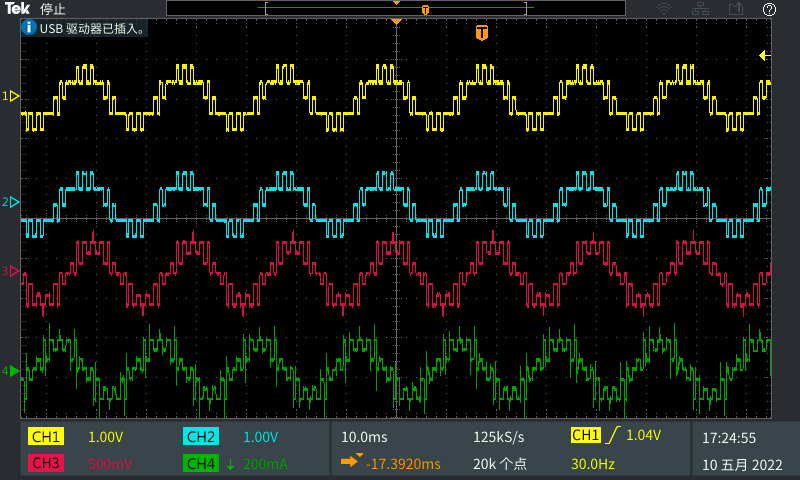 Tek 停止
T
?
i USB 驱动器已插入。
T
1
2
3
4
CH1 1.00V CH2 1.00V 10.0ms 125kS/s CH1 1.04V 17:24:55
CH3 500mV CH4 ↓ 200mA -17.3920ms 20k 个点 30.0Hz 10 五月 2022